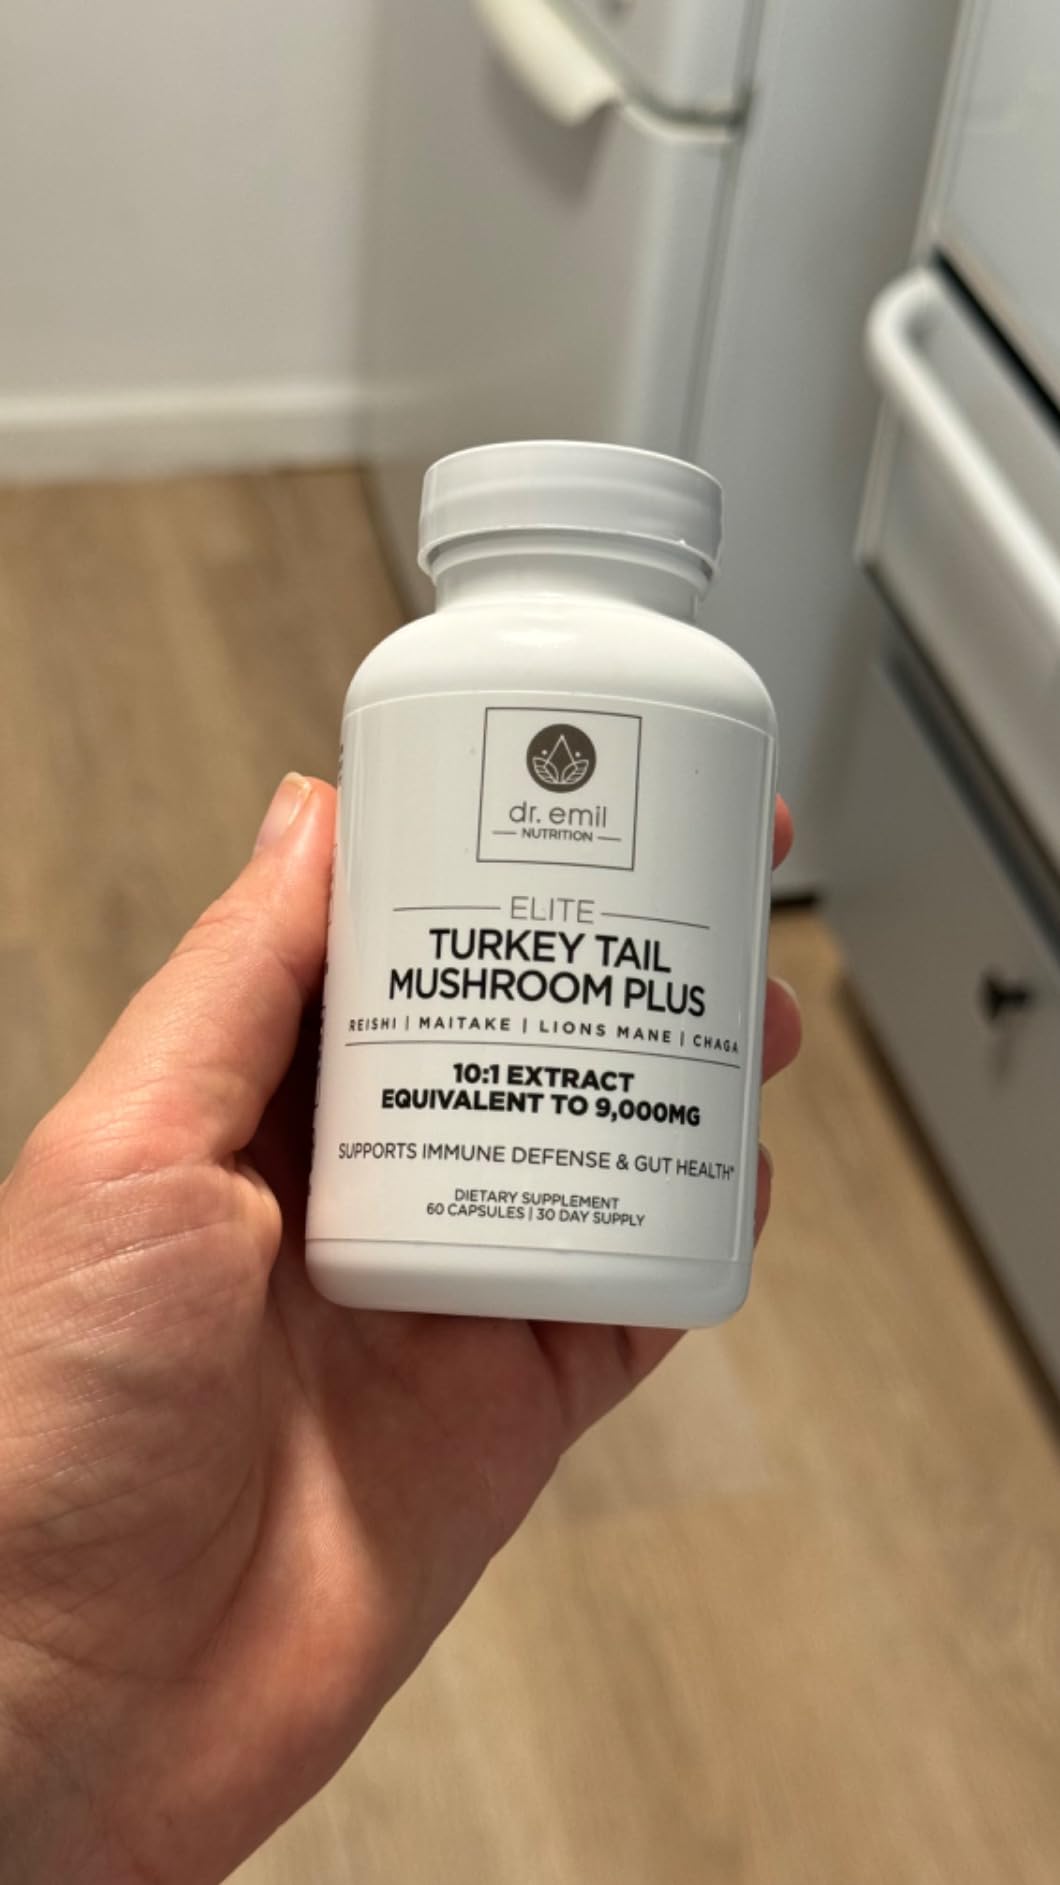 dr. emil
NUTRITION
ELITE
TURKEY TAIL
MUSHROOM PLUS
REISHI | MAITAKE | LIONS MANE | CHAGA
10:1 EXTRACT
EQUIVALENT TO 9,000MG
SUPPORTS IMMUNE DEFENSE & GUT HEALTH*
DIETARY SUPPLEMENT
60 CAPSULES | 30 DAY SUPPLY